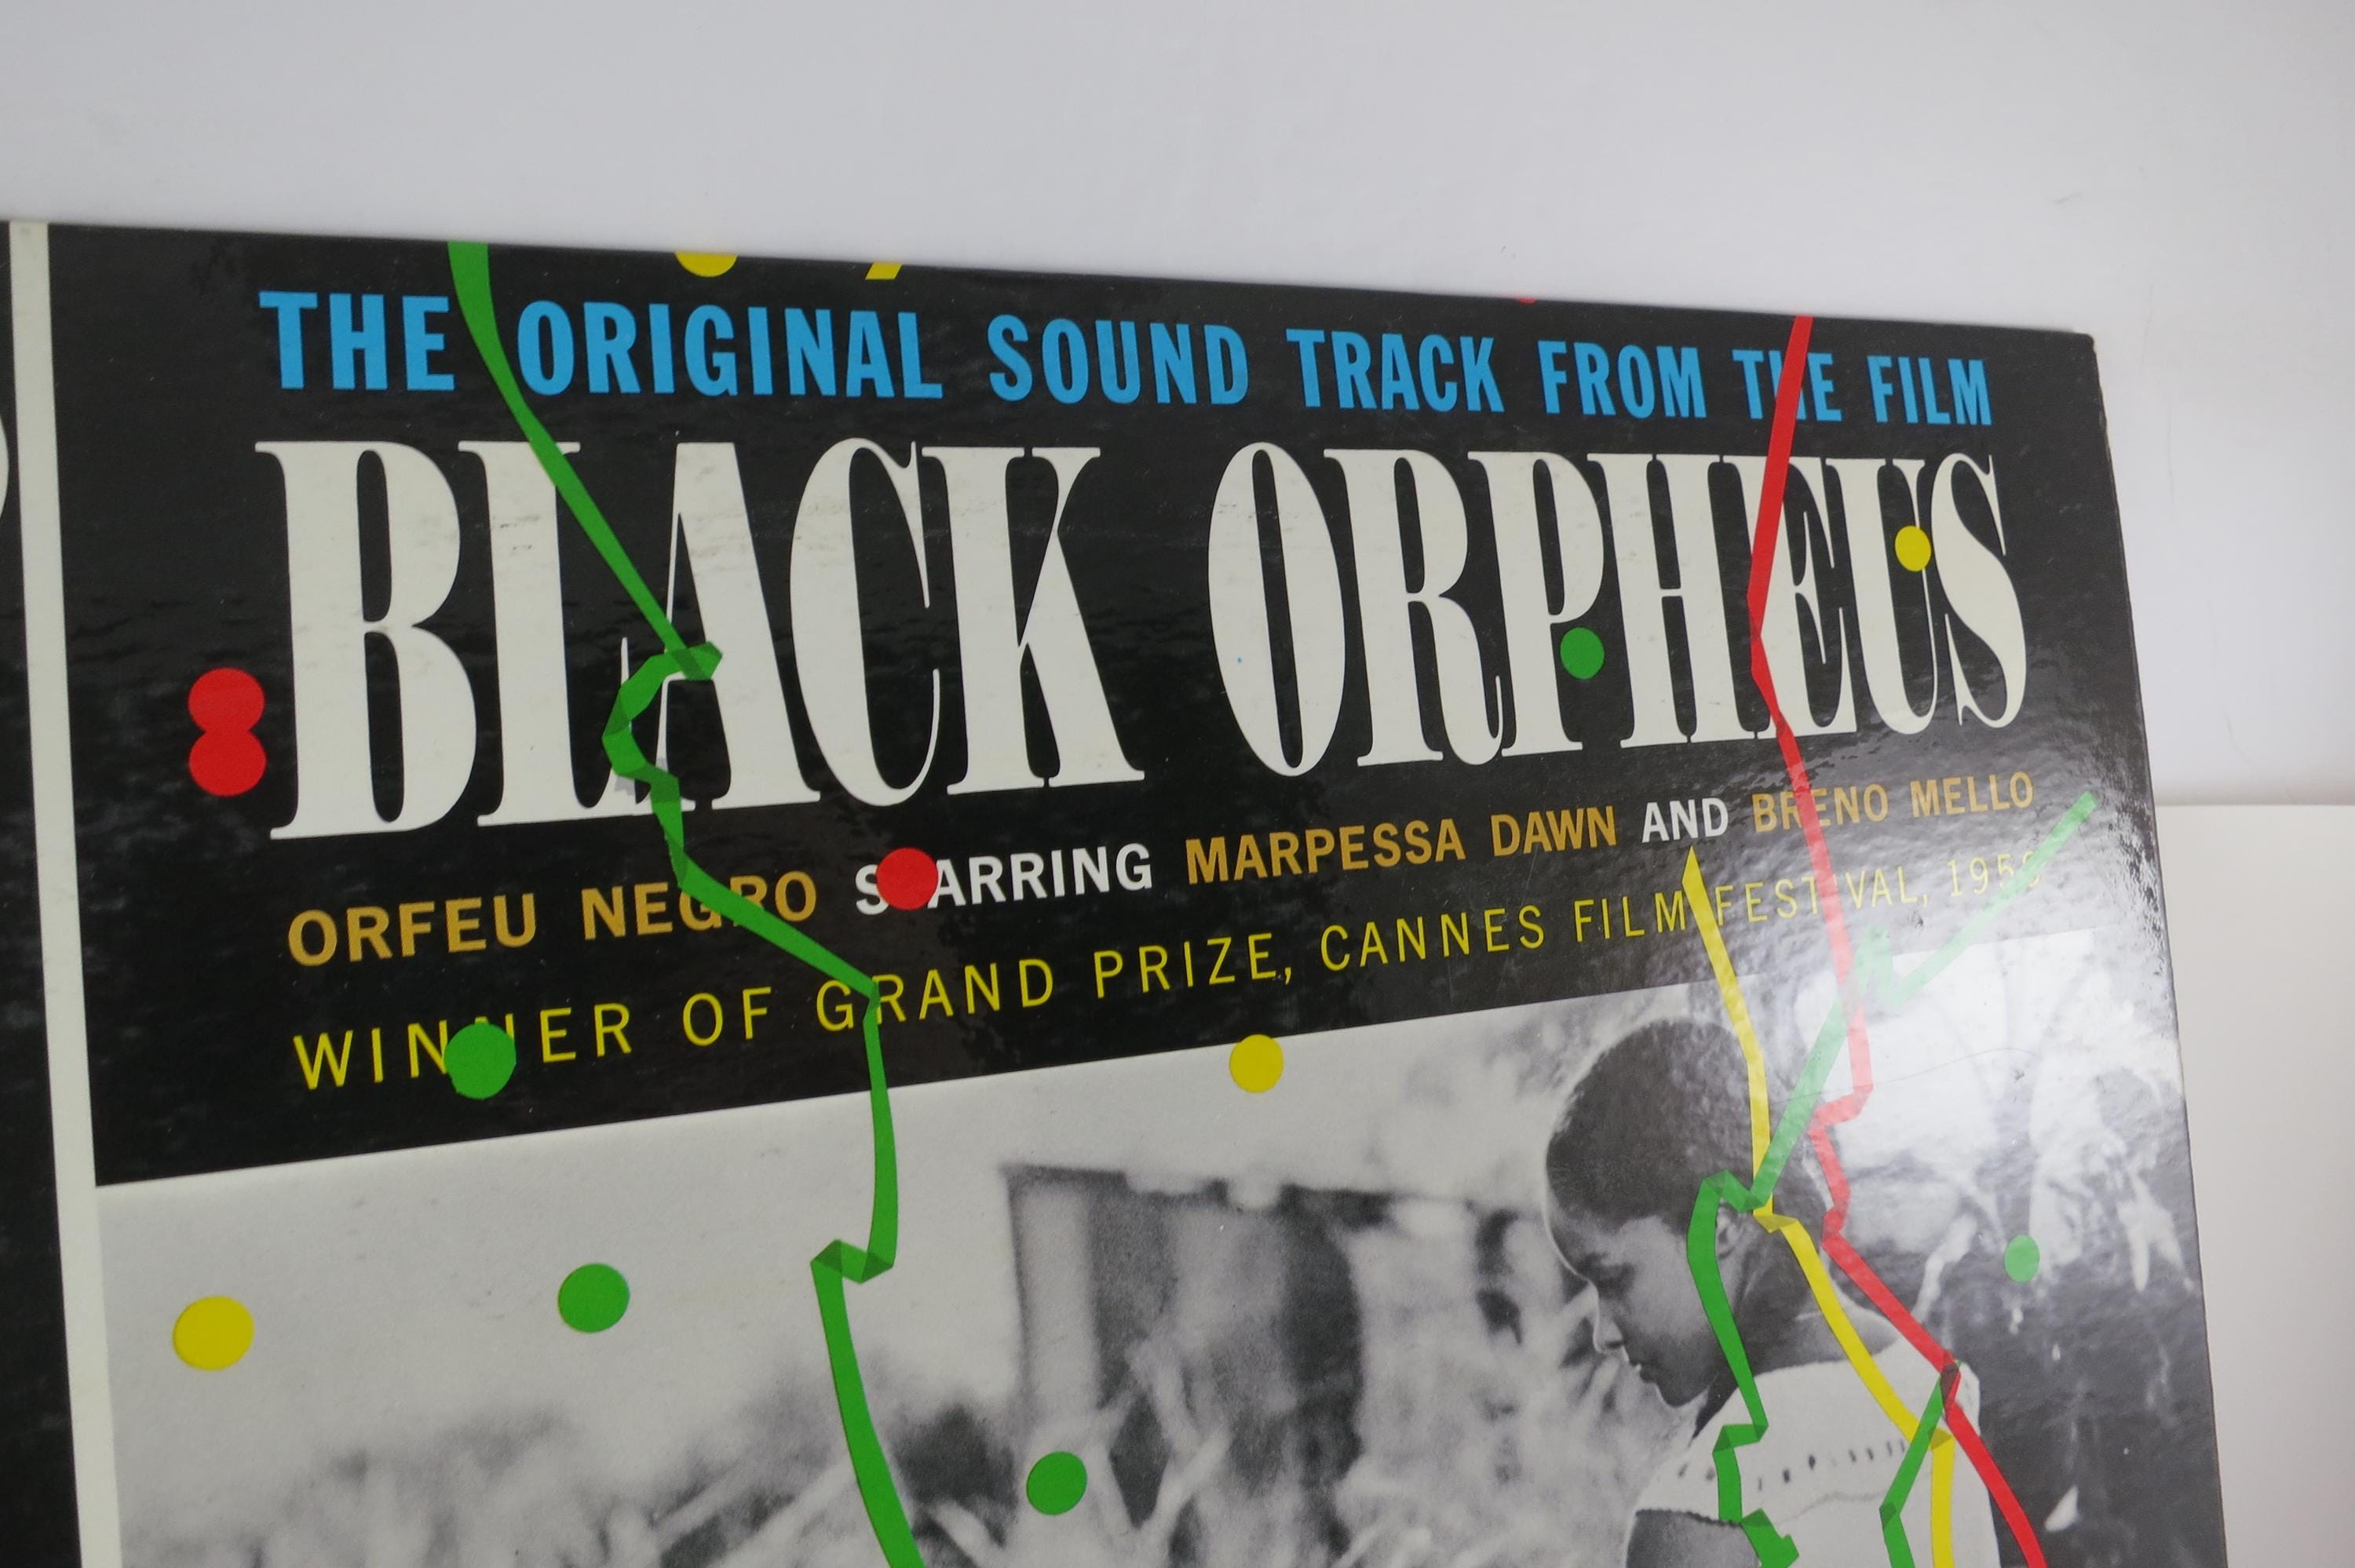 THE ORIGINAL SOUND TRACK FROM THE FILM
BLACK ORPHEUS
ORFEU NEGRO STARRING MARPESSA DAWN AND BRENO MELLO
WINNER OF GRAND PRIZE, CANNES FILM FESTIVAL, 1959